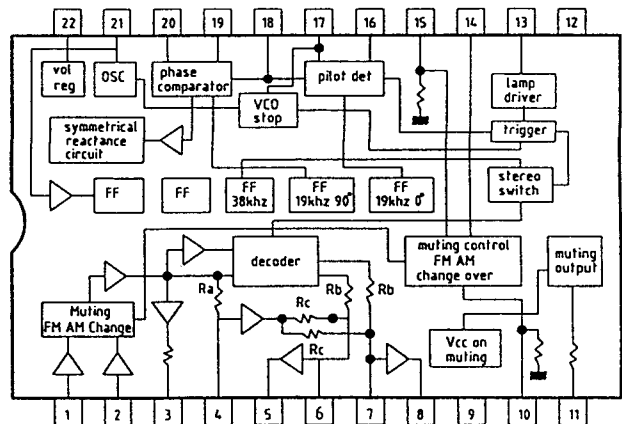 22 21 20 19 18 17 16 15 14 13 12
vol
reg
OSC
phase
comparator
VCO
stop
pilot det
lamp
driver
trigger
symmetrical
reactance
circuit
stereo
switch
FF
FF
FF
38khz
FF
19khz 90°
FF
19khz 0°
decoder
muting control
FM AM
change over
muting
output
Ra
Rc
Rb
Rb
Rc
Muting
FM AM Change
Vcc on
muting
1 2 3 4 5 6 7 8 9 10 11